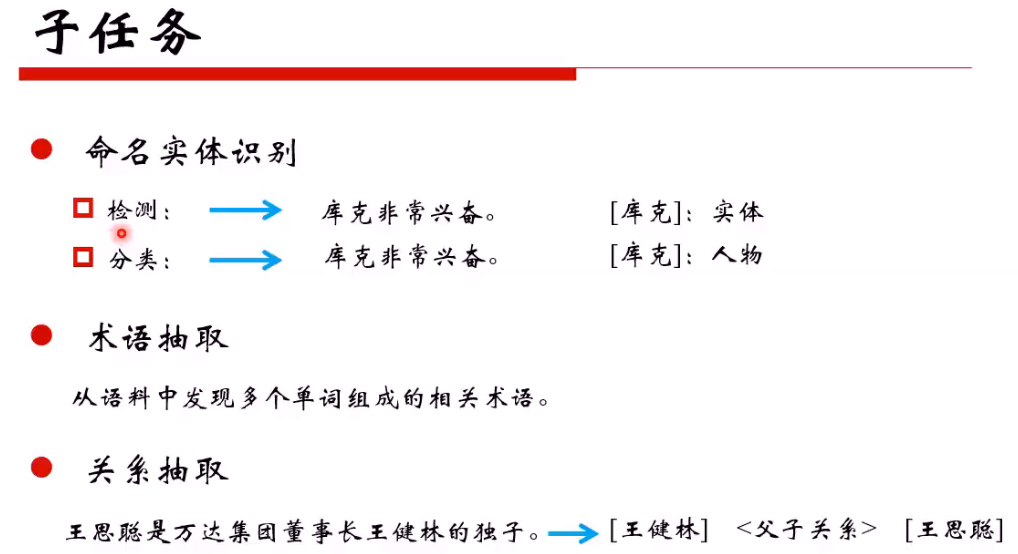 子任务
命名实体识别
检测： 库克非常兴奋。 [库克]：实体
分类： 库克非常兴奋。 [库克]：人物
术语抽取
从语料中发现多个单词组成的相关术语。
关系抽取
王思聪是万达集团董事长王健林的独子。 [王健林] <父子关系> [王思聪]